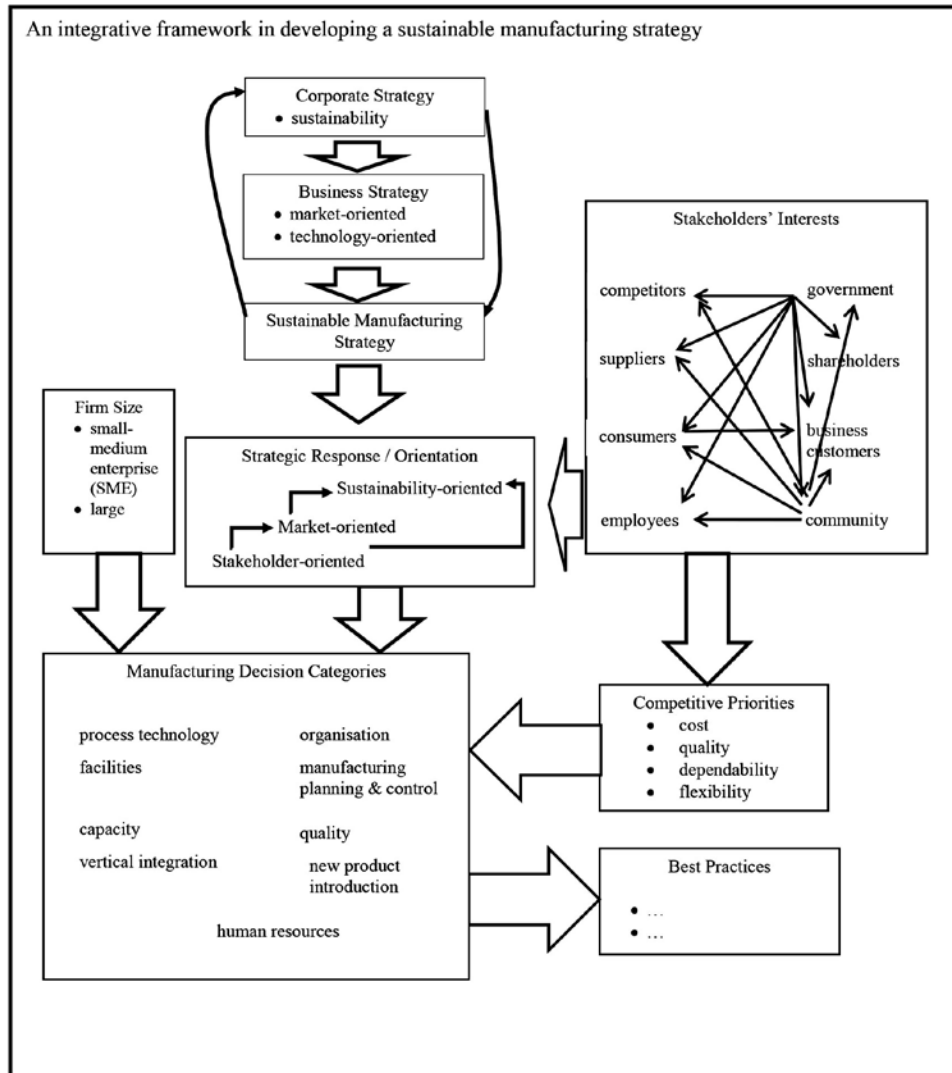 An integrative framework in developing a sustainable manufacturing strategy
Corporate Strategy
• sustainability
Business Strategy
• market-oriented
• technology-oriented
Sustainable Manufacturing
Strategy
Stakeholders' Interests
competitors
government
suppliers
shareholders
consumers
business
customers
employees
community
Firm Size
• small-
medium
enterprise
(SME)
• large
Strategic Response / Orientation
Sustainability-oriented
Market-oriented
Stakeholder-oriented
Manufacturing Decision Categories
process technology
organisation
facilities
manufacturing
planning & control
capacity
quality
vertical integration
new product
introduction
human resources
Competitive Priorities
• cost
• quality
• dependability
• flexibility
Best Practices
• …
• …